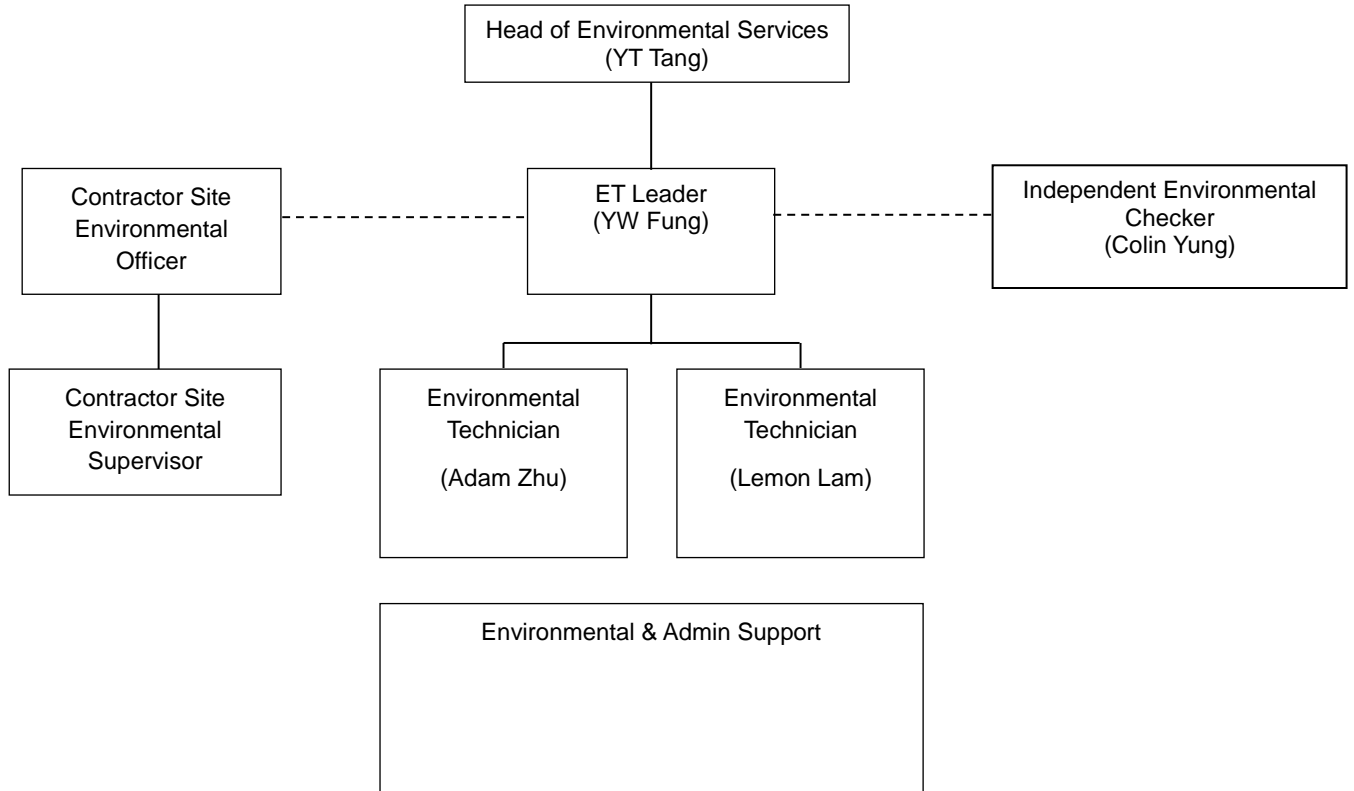 Head of Environmental Services
(YT Tang)
Contractor Site
Environmental
Officer
ET Leader
(YW Fung)
Independent Environmental
Checker
(Colin Yung)
Contractor Site
Environmental
Supervisor
Environmental
Technician
(Adam Zhu)
Environmental
Technician
(Lemon Lam)
Environmental & Admin Support